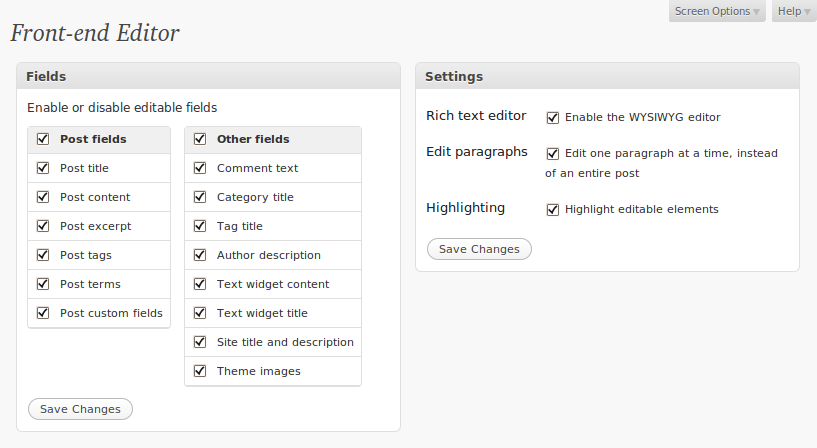 Screen Options
Help
Front-end Editor
Fields
Enable or disable editable fields
Post fields
Post title
Post content
Post excerpt
Post tags
Post terms
Post custom fields
Other fields
Comment text
Category title
Tag title
Author description
Text widget content
Text widget title
Site title and description
Theme images
Save Changes
Settings
Rich text editor
Enable the WYSIWYG editor
Edit paragraphs
Edit one paragraph at a time, instead
of an entire post
Highlighting
Highlight editable elements
Save Changes